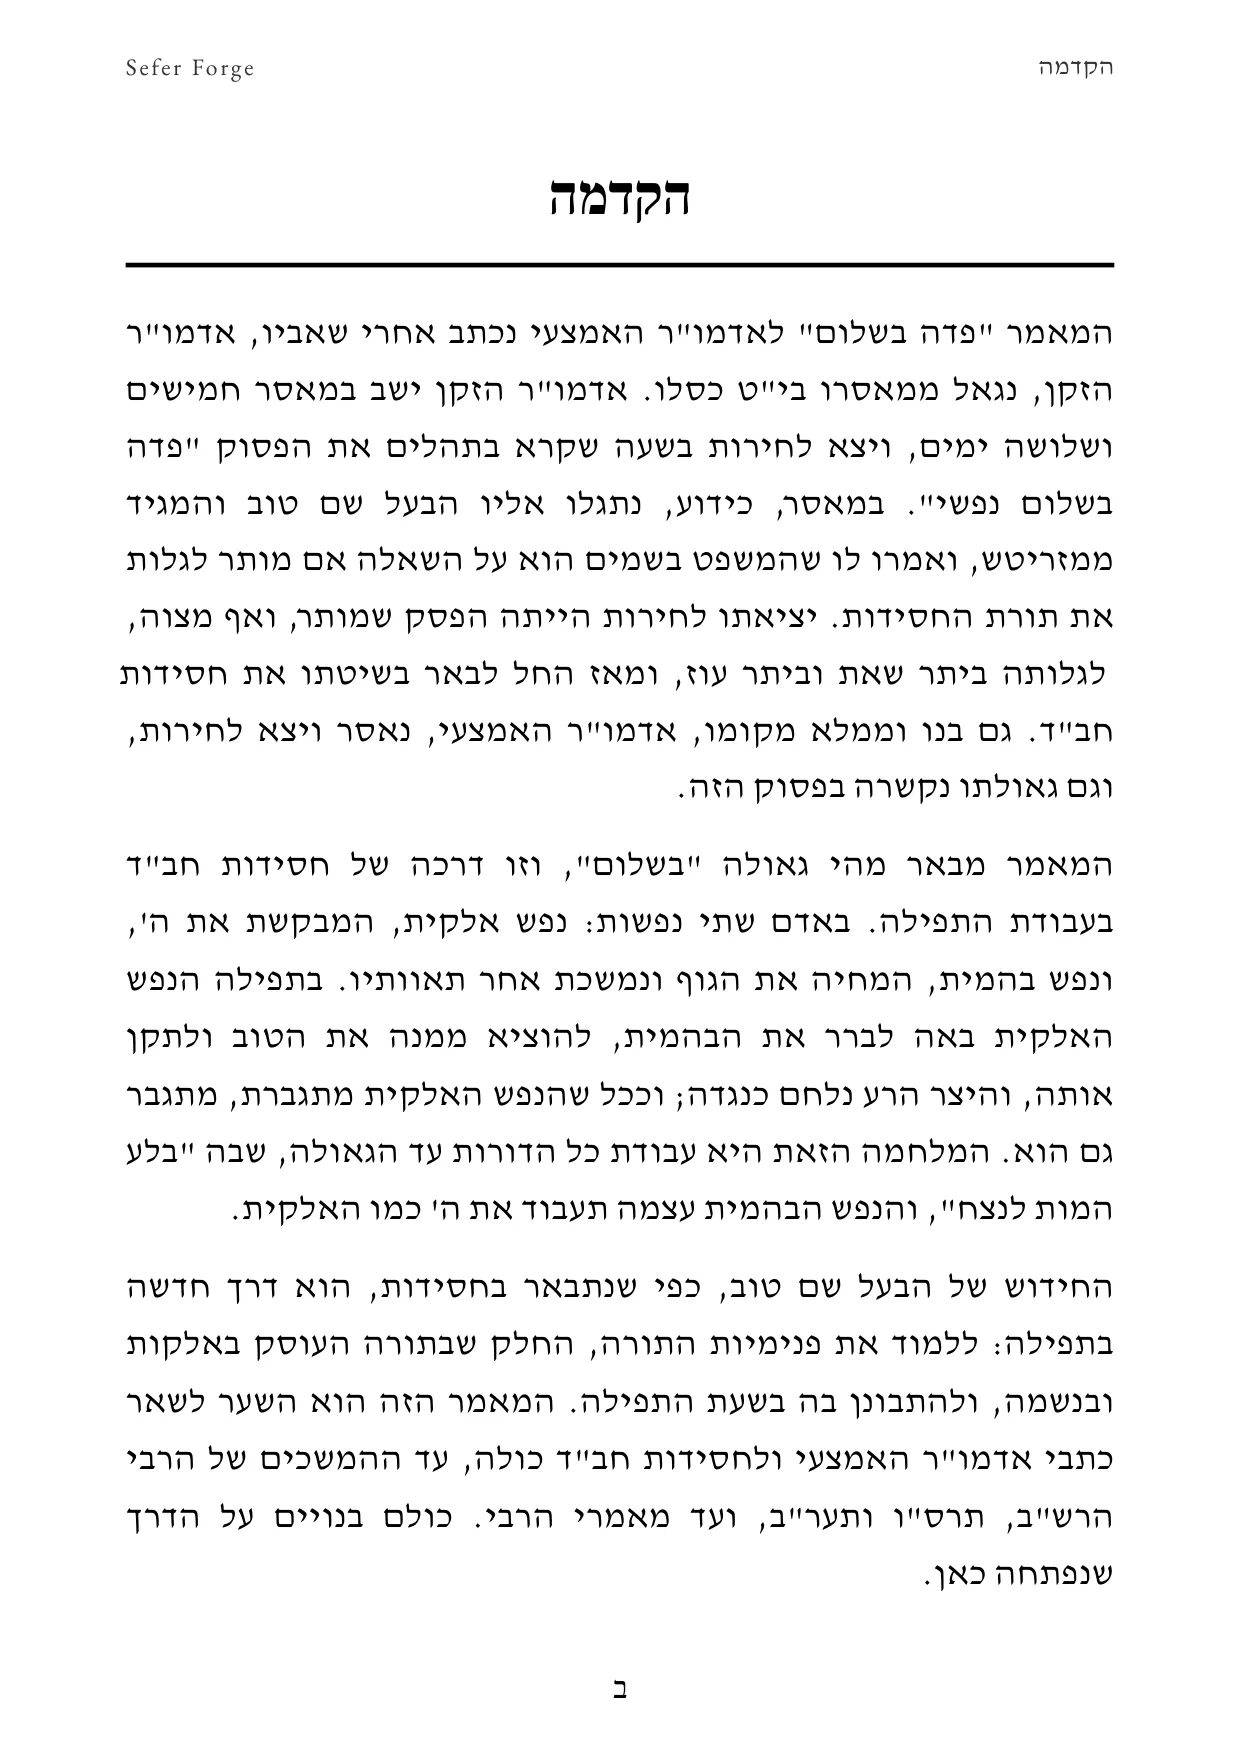 Sefer Forge
הקדמה
הקדמה
המאמר "פדה בשלום" לאדמו"ר האמצעי נכתב אחרי שאביו, אדמו"ר
הזקן, נגאל ממאסרו בי"ט כסלו. אדמו"ר הזקן ישב במאסר חמישים
ושלושה ימים, ויצא לחירות בשעה שקרא בתהלים את הפסוק "פדה
בשלום נפשי". במאסר, כידוע, נתגלו אליו הבעל שם טוב והמגיד
ממזריטש, ואמרו לו שהמשפט בשמים הוא על השאלה אם מותר לגלות
את תורת החסידות. יציאתו לחירות הייתה הפסק שמותר, ואף מצוה,
לגלותה ביתר שאת וביתר עוז, ומאז החל לבאר בשיטתו את חסידות
חב"ד. גם בנו וממלא מקומו, אדמו"ר האמצעי, נאסר ויצא לחירות,
וגם גאולתו נקשרה בפסוק הזה.
המאמר מבאר מהי גאולה "בשלום", וזו דרכה של חסידות חב"ד
בעבודת התפילה. באדם שתי נפשות: נפש אלקית, המבקשת את ה',
ונפש בהמית, המחיה את הגוף ונמשכת אחר תאוותיו. בתפילה הנפש
האלקית באה לברר את הבהמית, להוציא ממנה את הטוב ולתקן
אותה, והיצר הרע נלחם כנגדה; וככל שהנפש האלקית מתגברת, מתגבר
גם הוא. המלחמה הזאת היא עבודת כל הדורות עד הגאולה, שבה "בלע
המות לנצח", והנפש הבהמית עצמה תעבוד את ה' כמו האלקית.
החידוש של הבעל שם טוב, כפי שנתבאר בחסידות, הוא דרך חדשה
בתפילה: ללמוד את פנימיות התורה, החלק שבתורה העוסק באלקות
ובנשמה, ולהתבונן בה בשעת התפילה. המאמר הזה הוא השער לשאר
כתבי אדמו"ר האמצעי ולחסידות חב"ד כולה, עד ההמשכים של הרבי
הרש"ב, תרס"ו ותער"ב, ועד מאמרי הרבי. כולם בנויים על הדרך
שנפתחה כאן.
ב